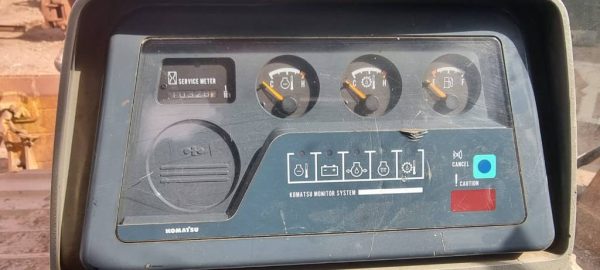 SERVICE METER
C H
C H
E F
CANCEL
! CAUTION
KOMATSU MONITOR SYSTEM
KOMATSU